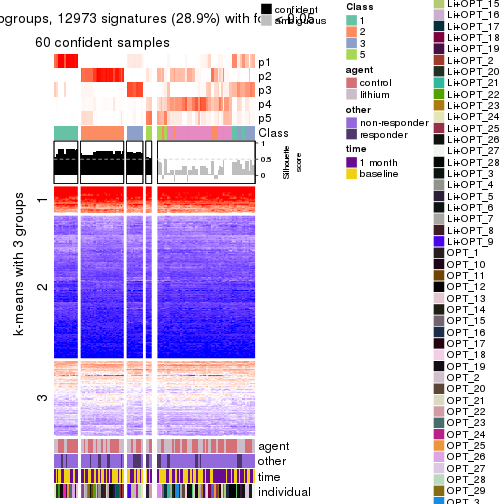 ogroups, 12973 signatures (28.9%) with
confident
ambiguous
60 confident samples
p1
p2
p3
p4
p5
Class
1
0.5
0
Silhouette
score
k-means with 3 groups
1
2
3
agent
other
time
individual
Class
1
2
3
5
agent
control
lithium
other
non-responder
responder
time
1 month
baseline
Li+OPT_15
Li+OPT_16
Li+OPT_17
Li+OPT_18
Li+OPT_19
Li+OPT_2
Li+OPT_20
Li+OPT_21
Li+OPT_22
Li+OPT_23
Li+OPT_24
Li+OPT_25
Li+OPT_26
Li+OPT_27
Li+OPT_28
Li+OPT_3
Li+OPT_4
Li+OPT_5
Li+OPT_6
Li+OPT_7
Li+OPT_8
Li+OPT_9
OPT_1
OPT_10
OPT_11
OPT_12
OPT_13
OPT_14
OPT_15
OPT_16
OPT_17
OPT_18
OPT_19
OPT_2
OPT_20
OPT_21
OPT_22
OPT_23
OPT_24
OPT_25
OPT_26
OPT_27
OPT_28
OPT_29